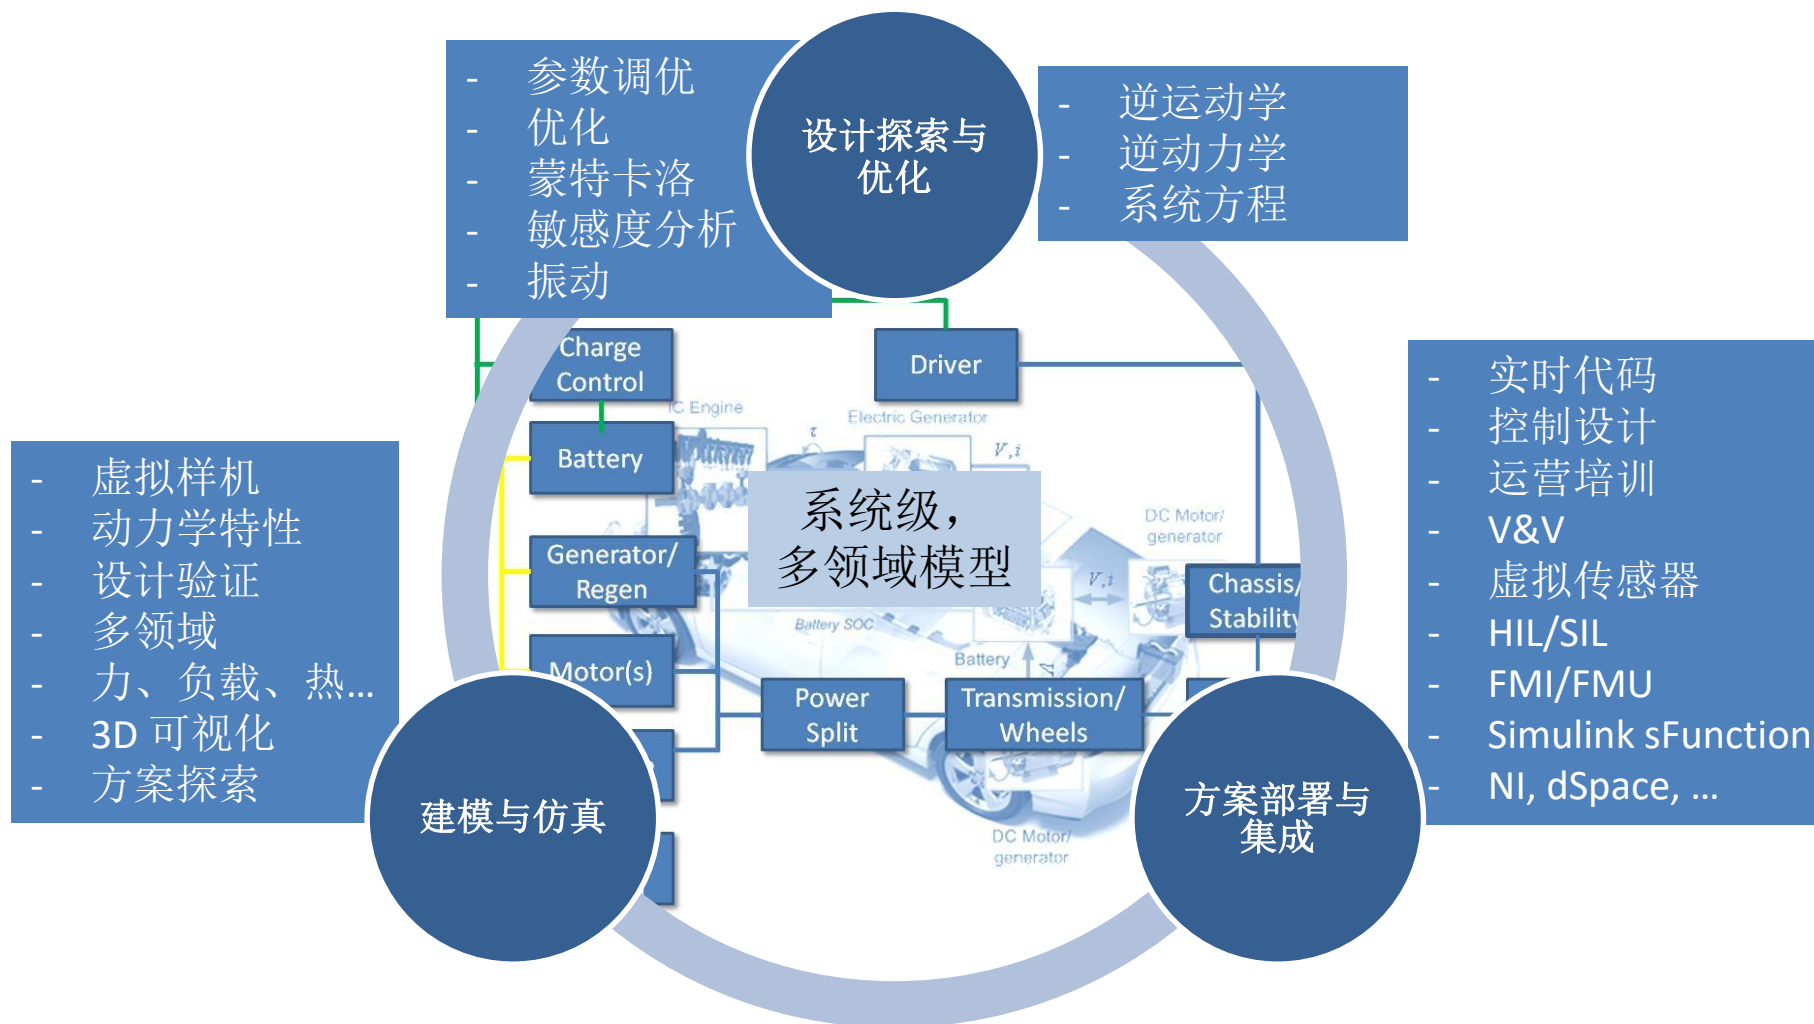 - 参数调优
- 优化
- 蒙特卡洛
- 敏感度分析
- 振动
设计探索与
优化
- 逆运动学
- 逆动力学
- 系统方程
Charge
Control
Driver
IC Engine
Electric Generator
τ
V,i
Battery
系统级，
多领域模型
DC Motor/
generator
Generator/
Regen
V,i
Chassis/
Stability
Battery SOC
Battery
Motor(s)
Power
Split
Transmission/
Wheels
DC Motor/
generator
- 虚拟样机
- 动力学特性
- 设计验证
- 多领域
- 力、负载、热...
- 3D 可视化
- 方案探索
建模与仿真
- 实时代码
- 控制设计
- 运营培训
- V&V
- 虚拟传感器
- HIL/SIL
- FMI/FMU
- Simulink sFunction
- NI, dSpace, ...
方案部署与
集成